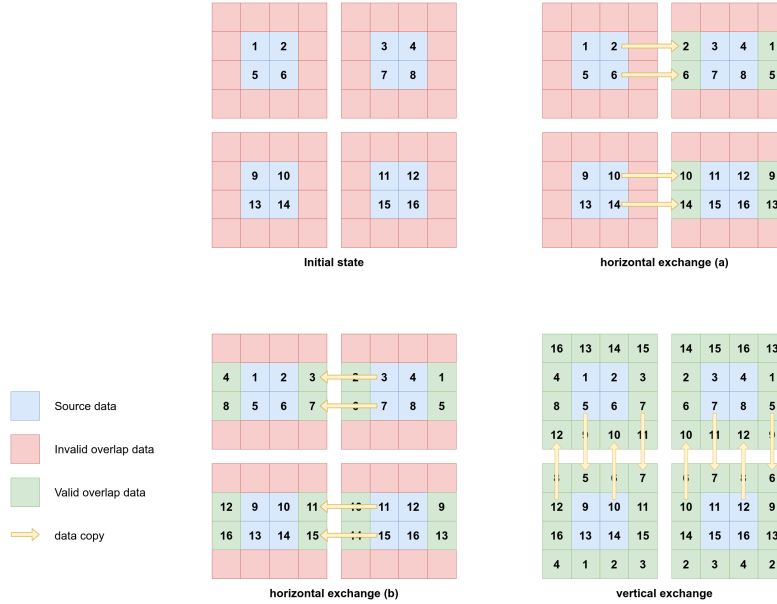 1 2
5 6
3 4
7 8
9 10
13 14
11 12
15 16
Initial state
1 2
5 6
2 3 4 1
6 7 8 5
9 10
13 14
10 11 12 9
14 15 16 13
horizontal exchange (a)
Source data
Invalid overlap data
Valid overlap data
data copy
4 1 2 3
8 5 6 7
3 4 1
7 8 5
12 9 10 11
16 13 14 15
11 12 9
15 16 13
horizontal exchange (b)
16 13 14 15
4 1 2 3
8 5 6 7
12 10 11
14 15 16 13
2 3 4 1
6 7 8 5
10 11 12
5 7
12 9 10 11
16 13 14 15
4 1 2 3
7 6
10 11 12 9
14 15 16 13
2 3 4 2
vertical exchange